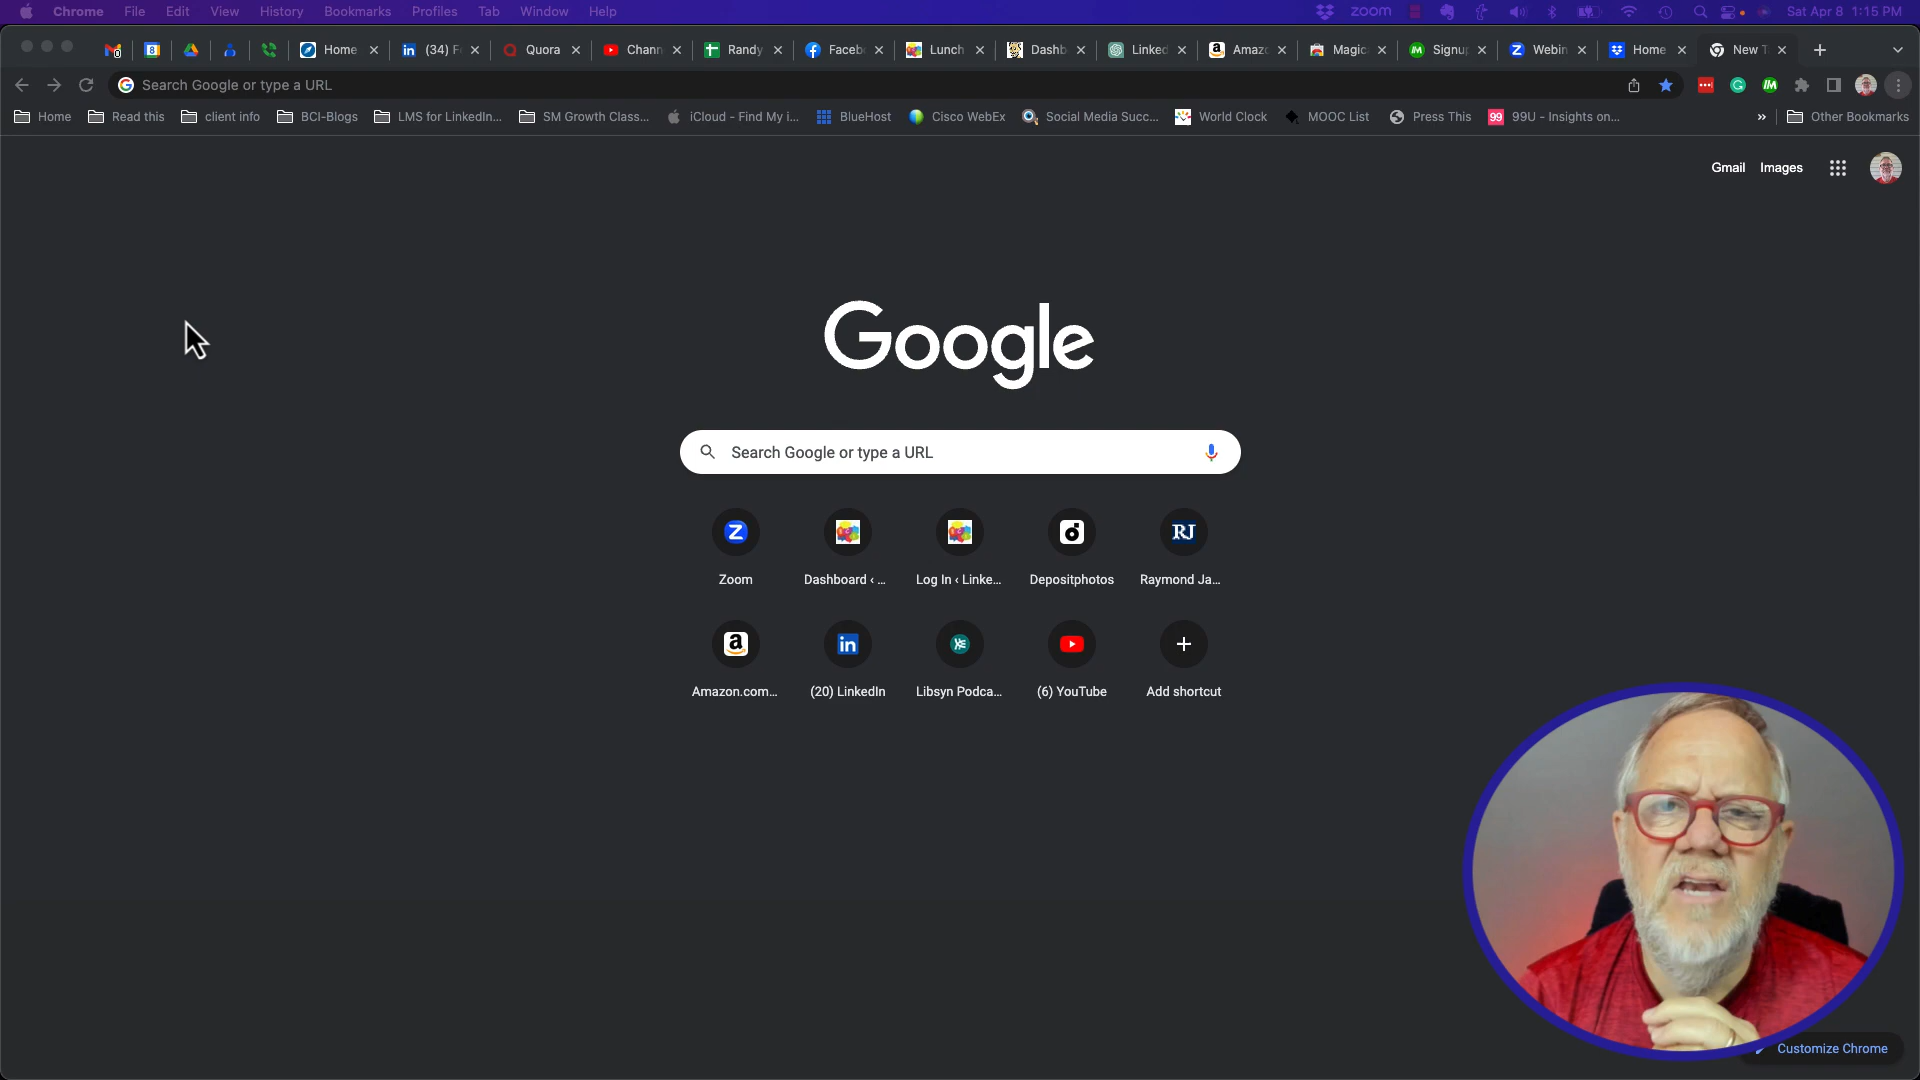 Chrome File Edit View History Bookmarks Profiles Tab Window Help zoom Sat Apr 8 1:15 PM
Home (34) F Quora Chann Randy Faceb Lunch Dashb Linked Amaz Magic Signu Webin Home New T
Search Google or type a URL
Home Read this client info BCI-Blogs LMS for LinkedIn... SM Growth Class... iCloud - Find My i... BlueHost Cisco WebEx Social Media Succ... World Clock MOOC List Press This 99 99U - Insights on... » Other Bookmarks
Gmail Images
Google
Search Google or type a URL
Zoom Dashboard ‹ ... Log In ‹ Linke... Depositphotos Raymond Ja...
Amazon.com... (20) LinkedIn Libsyn Podca... (6) YouTube Add shortcut
Customize Chrome